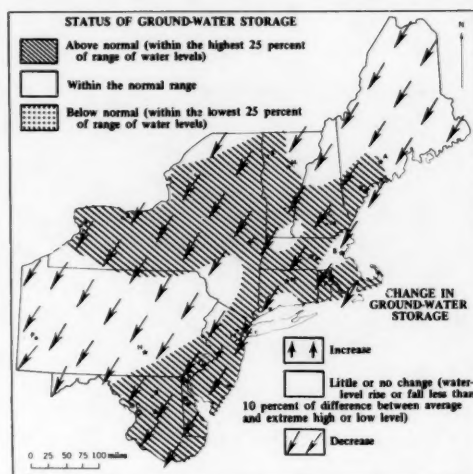 STATUS OF GROUND-WATER STORAGE
Above normal (within the highest 25 percent
of range of water levels)
Within the normal range
Below normal (within the lowest 25 percent
of range of water levels)
N
CHANGE IN
GROUND-WATER
STORAGE
Increase
Little or no change (water-
level rise or fall less than
10 percent of difference between average
and extreme high or low level)
Decrease
0 25 50 75 100 miles